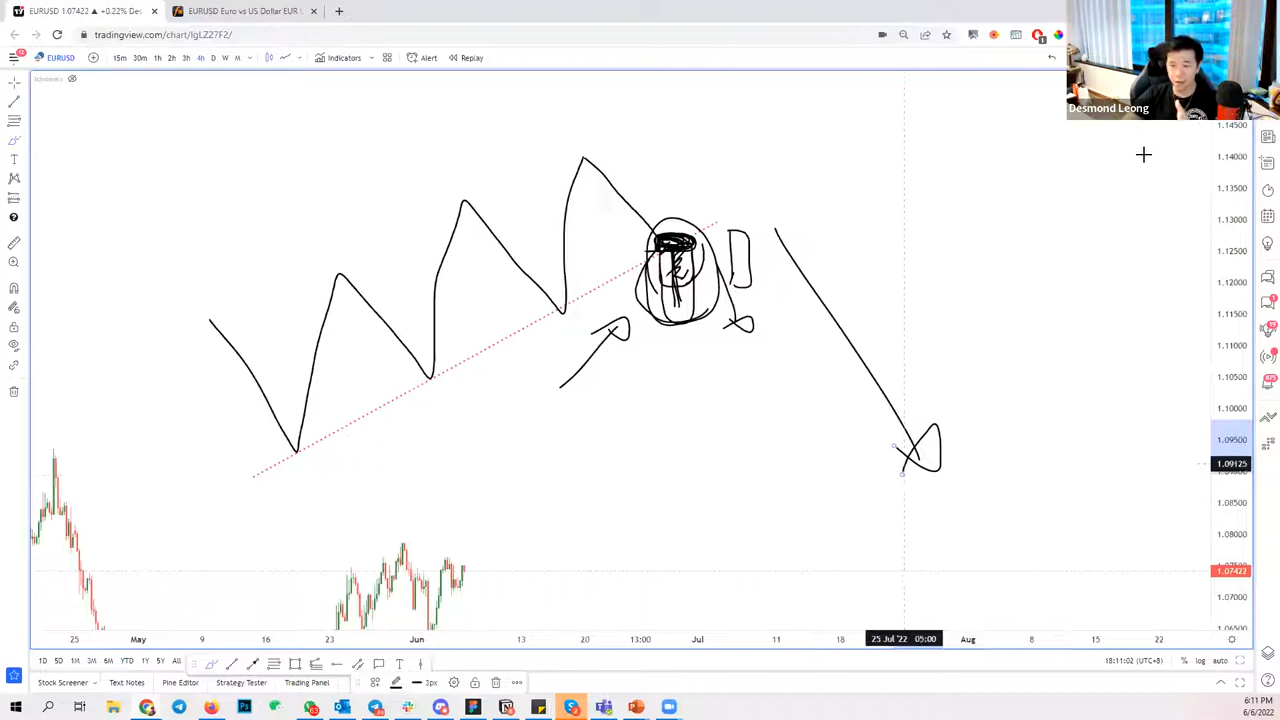 EURUSD 1.07422 ▲ +0.22% Des
EURUSD Euro vs US Dollar EUR
tradingview.com/chart/IgLZ27F2/
EURUSD
15m 30m 1h 2h 3h 4h D W M
Indicators
Alert
Replay
Desmond Leong
1.14500
1.14000
1.13500
1.13000
1.12500
1.12000
1.11500
1.11000
1.10500
1.10000
1.09500
1.09125
1.08500
1.08000
1.07422
1.07000
1.06500
25 May 9 16 23 Jun 13 20 13:00 Jul 11 18 25 Jul '22 05:00 Aug 8 15 22
1D 5D 1M 3M 6M YTD 1Y 5Y All
18:11:02 (UTC+8) % log auto
Stock Screener Text Notes Pine Editor Strategy Tester Trading Panel
3px
6:11 PM
6/6/2022